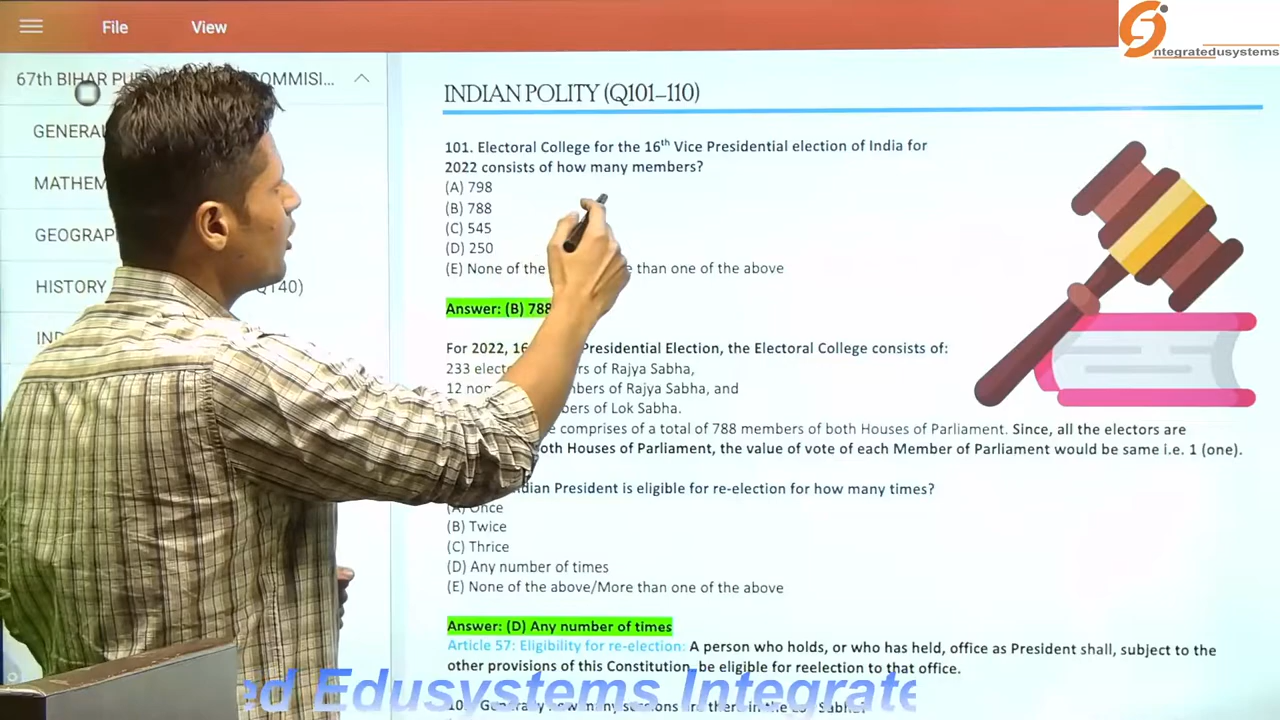 File
View
ntegratedusystems
67th BIHAR PU COMMISI...
GENERAL
MATHEM
GEOGRAP
HISTORY Q140)
INDIAN POLITY (Q101–110)
101. Electoral College for the 16th Vice Presidential election of India for
2022 consists of how many members?
(A) 798
(B) 788
(C) 545
(D) 250
(E) None of the e than one of the above
Answer: (B) 788
For 2022, 16 Presidential Election, the Electoral College consists of:
233 elect rs of Rajya Sabha,
12 nom mbers of Rajya Sabha, and
bers of Lok Sabha.
e comprises of a total of 788 members of both Houses of Parliament. Since, all the electors are
oth Houses of Parliament, the value of vote of each Member of Parliament would be same i.e. 1 (one).
dian President is eligible for re-election for how many times?
(A) Once
(B) Twice
(C) Thrice
(D) Any number of times
(E) None of the above/More than one of the above
Answer: (D) Any number of times
Article 57: Eligibility for re-election: A person who holds, or who has held, office as President shall, subject to the
other provisions of this Constitution, be eligible for reelection to that office.
ed Edusystems Integrate